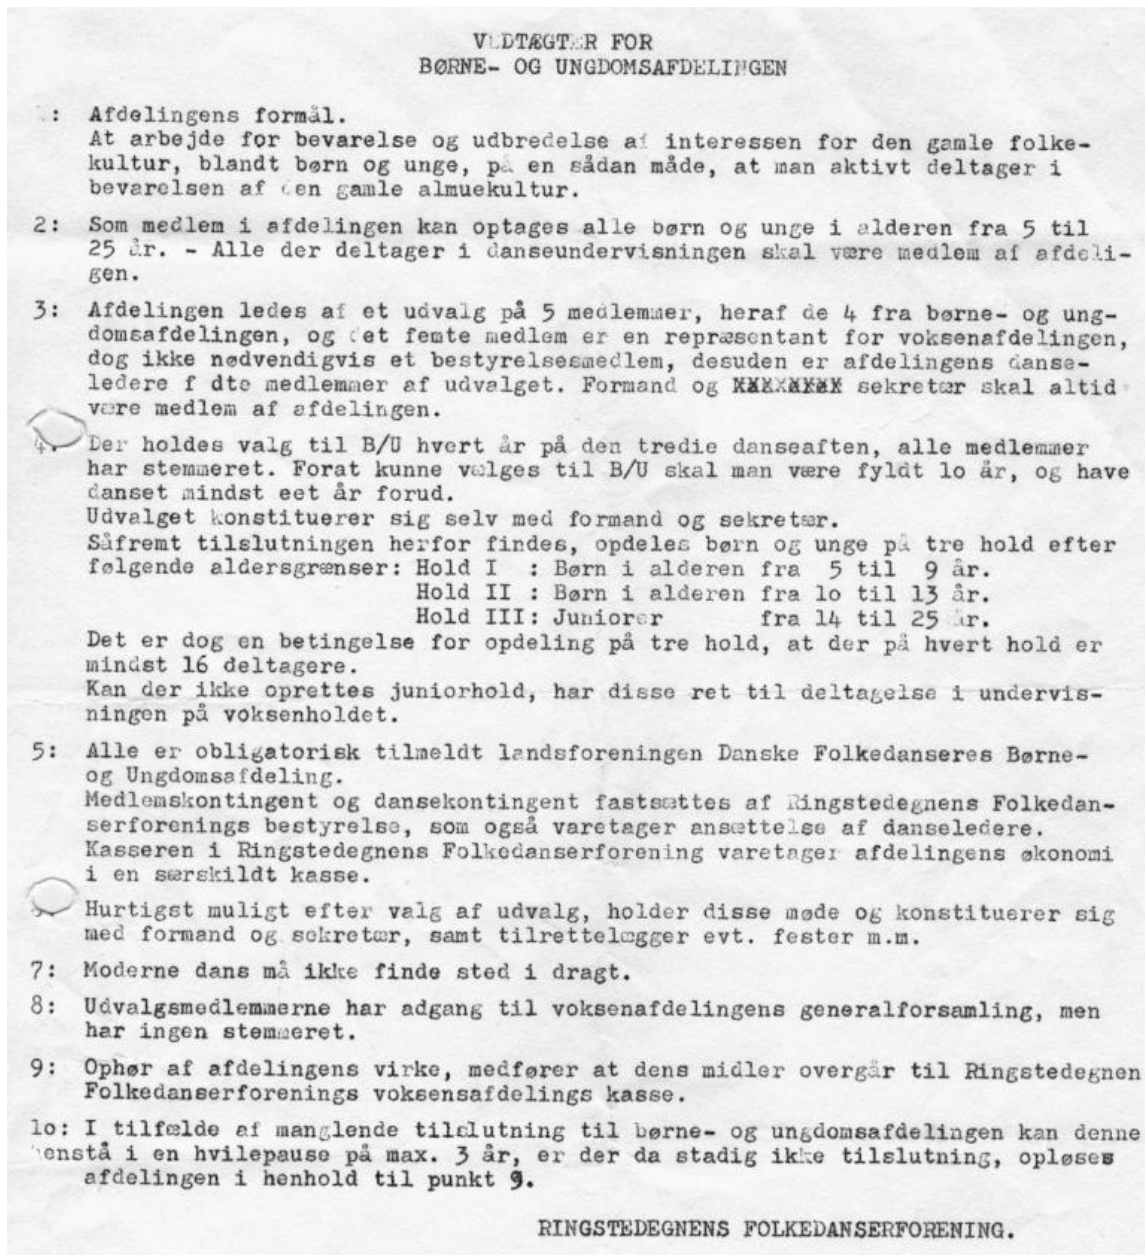 VEDTÆGTER FOR
BØRNE- OG UNGDOMSAFDELINGEN
: Afdelingens formål.
At arbejde for bevarelse og udbredelse af interessen for den gamle folke-
kultur, blandt børn og unge, på en sådan måde, at man aktivt deltager i
bevarelsen af den gamle almuekultur.
2: Som medlem i afdelingen kan optages alle børn og unge i alderen fra 5 til
25 år. - Alle der deltager i danseundervisningen skal være medlem af afdeli-
gen.
3: Afdelingen ledes af et udvalg på 5 medlemmer, heraf de 4 fra børne- og ung-
domsafdelingen, og det femte medlem er en repræsentant for voksenafdelingen,
dog ikke nødvendigvis et bestyrelsesmedlem, desuden er afdelingens danse-
ledere f dte medlemmer af udvalget. Formand og sekretær skal altid
være medlem af afdelingen.
4. Der holdes valg til B/U hvert år på den tredie danseaften, alle medlemmer
har stemmeret. Forat kunne vælges til B/U skal man være fyldt lo år, og have
danset mindst eet år forud.
Udvalget konstituerer sig selv med formand og sekretær.
Såfremt tilslutningen herfor findes, opdeles børn og unge på tre hold efter
følgende aldersgrænser: Hold I : Børn i alderen fra 5 til 9 år.
Hold II : Børn i alderen fra lo til 13 år.
Hold III: Juniorer fra 14 til 25 år.
Det er dog en betingelse for opdeling på tre hold, at der på hvert hold er
mindst 16 deltagere.
Kan der ikke oprettes juniorhold, har disse ret til deltagelse i undervis-
ningen på voksenholdet.
5: Alle er obligatorisk tilmeldt landsforeningen Danske Folkedanseres Børne-
og Ungdomsafdeling.
Medlemskontingent og dansekontingent fastsættes af Ringstedegnens Folkedan-
serforenings bestyrelse, som også varetager ansættelse af danseledere.
Kasseren i Ringstedegnens Folkedanserforening varetager afdelingens økonomi
i en særskildt kasse.
Hurtigst muligt efter valg af udvalg, holder disse møde og konstituerer sig
med formand og sekretær, samt tilrettelægger evt. fester m.m.
7: Moderne dans må ikke finde sted i dragt.
8: Udvalgsmedlemmerne har adgang til voksenafdelingens generalforsamling, men
har ingen stemmeret.
9: Ophør af afdelingens virke, medfører at dens midler overgår til Ringstedegnen
Folkedanserforenings voksensafdelings kasse.
lo: I tilfælde af manglende tilslutning til børne- og ungdomsafdelingen kan denne
henstå i en hvilepause på max. 3 år, er der da stadig ikke tilslutning, opløses
afdelingen i henhold til punkt 9.
RINGSTEDEGNENS FOLKEDANSERFORENING.